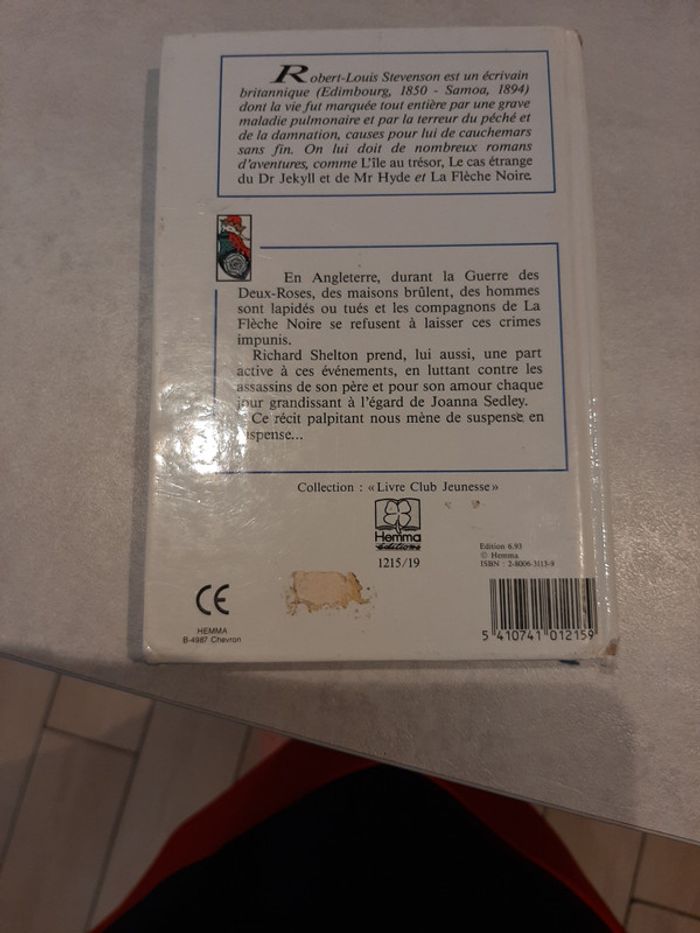 Robert-Louis Stevenson est un écrivain
britannique (Edimbourg, 1850 - Samoa, 1894)
dont la vie fut marquée tout entière par une grave
maladie pulmonaire et par la terreur du péché et
de la damnation, causes pour lui de cauchemars
sans fin. On lui doit de nombreux romans
d'aventures, comme L'île au trésor, Le cas étrange
du Dr Jekyll et de Mr Hyde et La Flèche Noire.
En Angleterre, durant la Guerre des
Deux-Roses, des maisons brûlent, des hommes
sont lapidés ou tués et les compagnons de La
Flèche Noire se refusent à laisser ces crimes
impunis.
Richard Shelton prend, lui aussi, une part
active à ces événements, en luttant contre les
assassins de son père et pour son amour chaque
jour grandissant à l'égard de Joanna Sedley.
Ce récit palpitant nous mène de suspense en
suspense...
Collection : « Livre Club Jeunesse »
Hemma
éditions
1215/19
Edition 6.93
© Hemma
ISBN : 2-8006-3113-9
CE
HEMMA
B-4987 Chevron
5 410741 012159